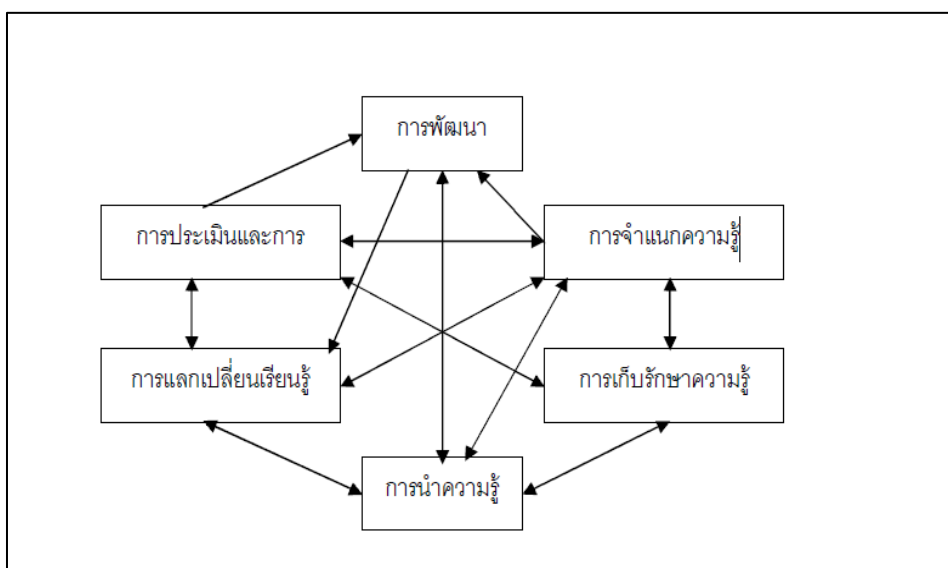 การพัฒนา
การประเมินและการ
การจำแนกความรู้
การแลกเปลี่ยนเรียนรู้
การเก็บรักษาความรู้
การนำความรู้